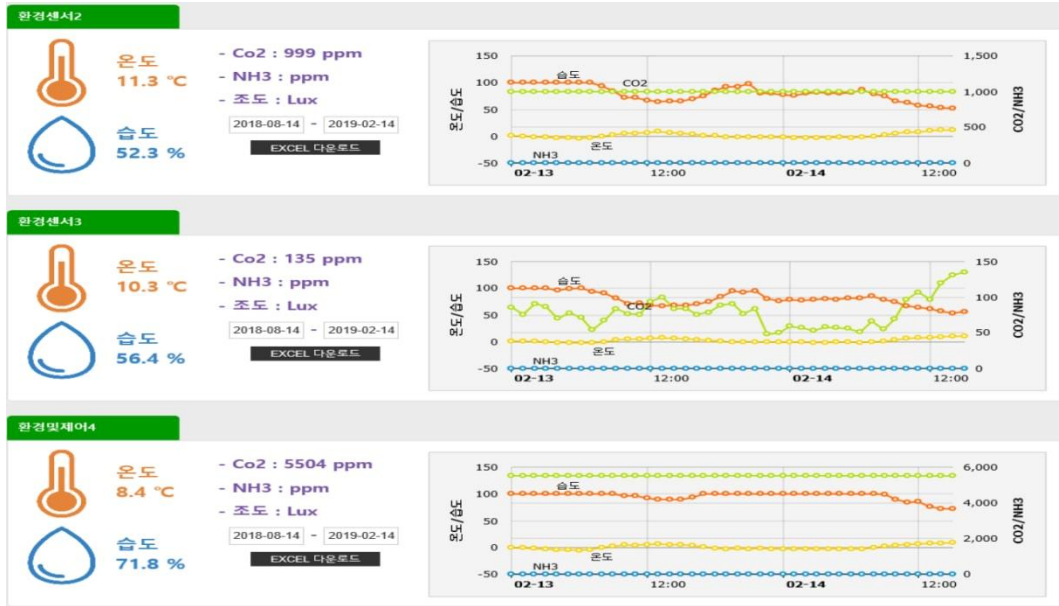 환경센서2
온도
11.3 ℃
습도
52.3 %
- Co2 : 999 ppm
- NH3 : ppm
- 조도 : Lux
2018-08-14 - 2019-02-14
EXCEL 다운로드
온도/습도
150
100
50
0
-50
습도
CO2
온도
NH3
1,500
1,000
500
0
CO2/NH3
02-13 12:00 02-14 12:00
환경센서3
온도
10.3 ℃
습도
56.4 %
- Co2 : 135 ppm
- NH3 : ppm
- 조도 : Lux
2018-08-14 - 2019-02-14
EXCEL 다운로드
온도/습도
150
100
50
0
-50
습도
CO2
온도
NH3
150
100
50
0
CO2/NH3
02-13 12:00 02-14 12:00
환경및제어4
온도
8.4 ℃
습도
71.8 %
- Co2 : 5504 ppm
- NH3 : ppm
- 조도 : Lux
2018-08-14 - 2019-02-14
EXCEL 다운로드
온도/습도
150
100
50
0
-50
습도
온도
NH3
6,000
4,000
2,000
0
CO2/NH3
02-13 12:00 02-14 12:00